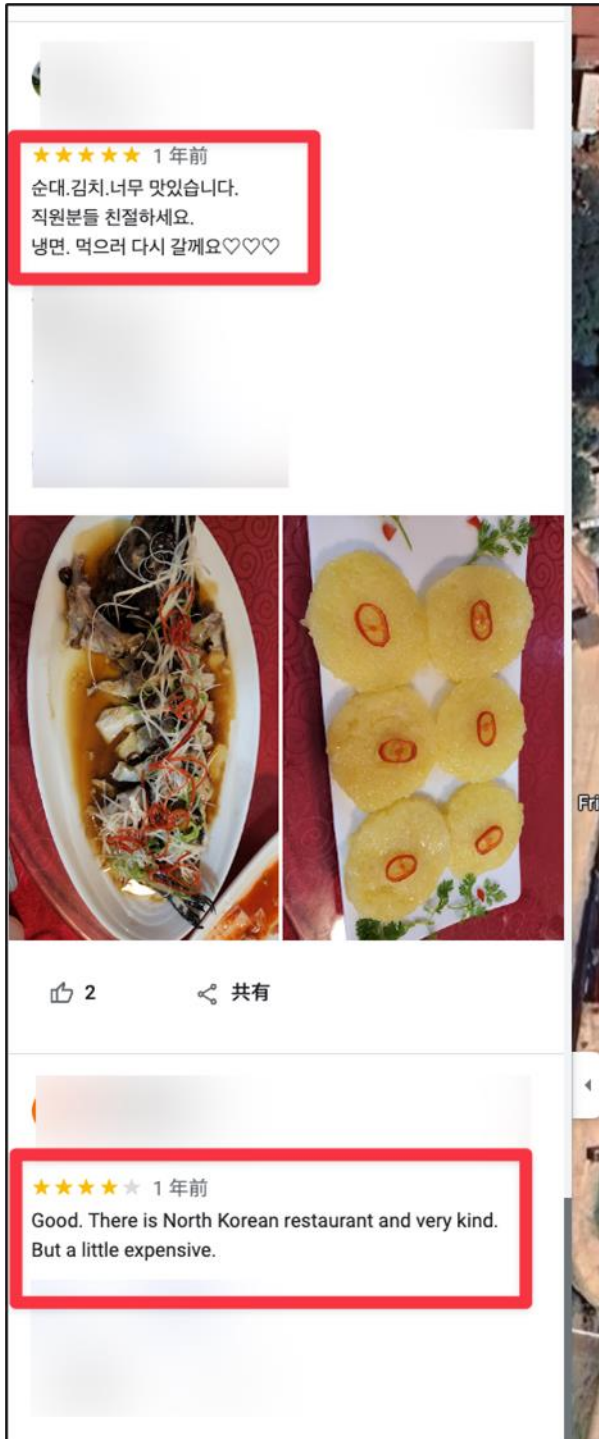 1 年前
순대.김치.너무 맛있습니다.
직원분들 친절하세요.
냉면. 먹으러 다시 갈께요♡♡♡
2
共有
1 年前
Good. There is North Korean restaurant and very kind.
But a little expensive.
Fri